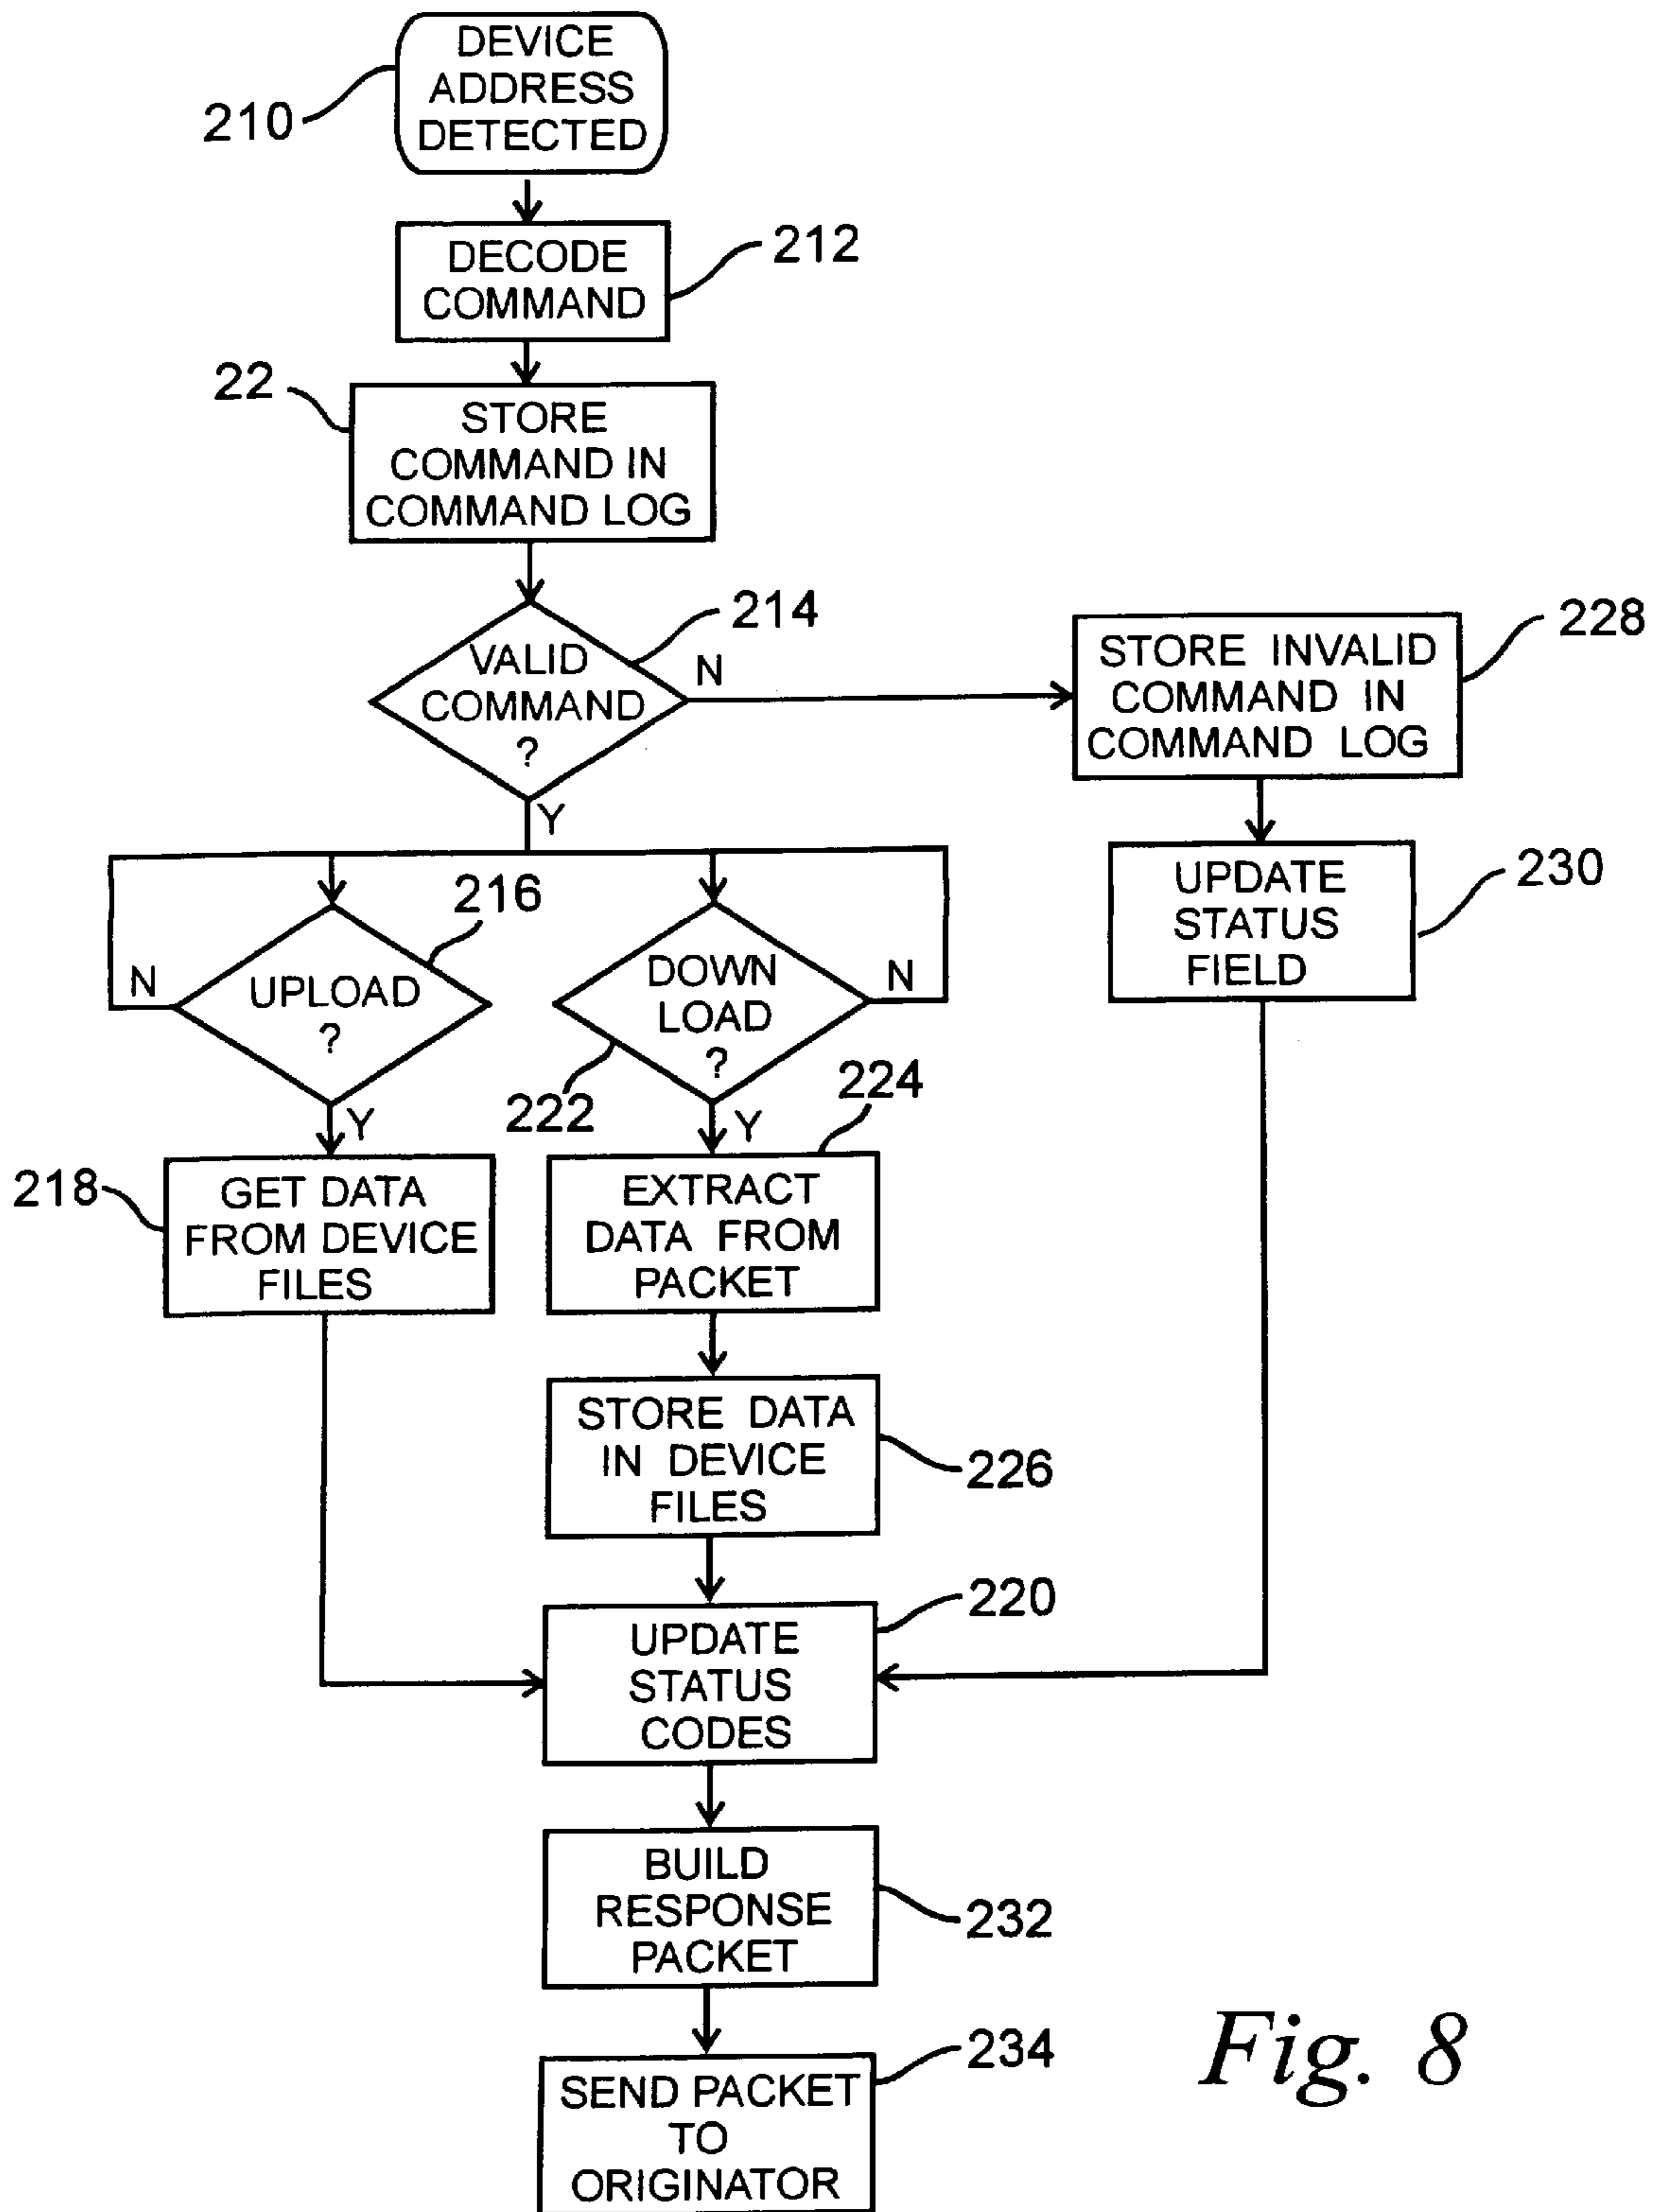 DEVICE
ADDRESS
DETECTED
210
DECODE
COMMAND
212
22
STORE
COMMAND IN
COMMAND LOG
214
VALID
COMMAND
?
N
Y
228
STORE INVALID
COMMAND IN
COMMAND LOG
230
UPDATE
STATUS
FIELD
216
UPLOAD
?
N
Y
DOWN
LOAD
?
N
222
Y
224
218
GET DATA
FROM DEVICE
FILES
EXTRACT
DATA FROM
PACKET
STORE DATA
IN DEVICE
FILES
226
220
UPDATE
STATUS
CODES
BUILD
RESPONSE
PACKET
232
234
SEND PACKET
TO
ORIGINATOR
Fig. 8